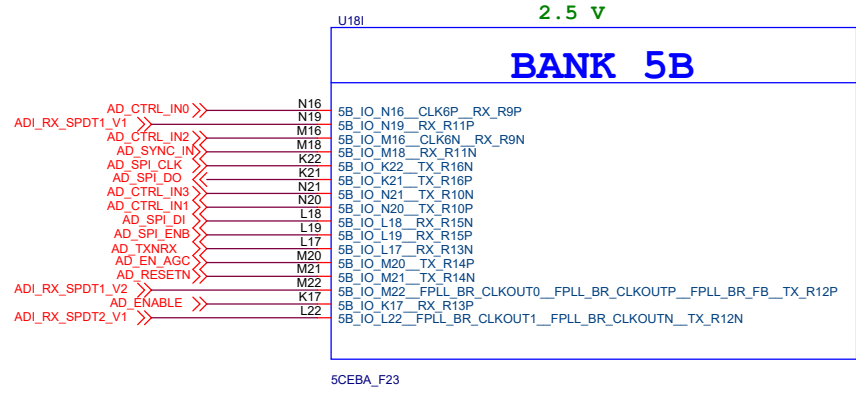 2.5 V
U18I
BANK 5B
AD_CTRL_IN0 N16 5B_IO_N16__CLK6P__RX_R9P
ADI_RX_SPDT1_V1 N19 5B_IO_N19__RX_R11P
AD_CTRL_IN2 M16 5B_IO_M16__CLK6N__RX_R9N
AD_SYNC_IN M18 5B_IO_M18__RX_R11N
AD_SPI_CLK K22 5B_IO_K22__TX_R16N
AD_SPI_DO K21 5B_IO_K21__TX_R16P
AD_CTRL_IN3 N21 5B_IO_N21__TX_R10N
AD_CTRL_IN1 N20 5B_IO_N20__TX_R10P
AD_SPI_DI L18 5B_IO_L18__RX_R15N
AD_SPI_ENB L19 5B_IO_L19__RX_R15P
AD_TXNRX L17 5B_IO_L17__RX_R13N
AD_EN_AGC M20 5B_IO_M20__TX_R14P
AD_RESETN M21 5B_IO_M21__TX_R14N
ADI_RX_SPDT1_V2 M22 5B_IO_M22__FPLL_BR_CLKOUT0__FPLL_BR_CLKOUTP__FPLL_BR_FB__TX_R12P
AD_ENABLE K17 5B_IO_K17__RX_R13P
ADI_RX_SPDT2_V1 L22 5B_IO_L22__FPLL_BR_CLKOUT1__FPLL_BR_CLKOUTN__TX_R12N
5CEBA_F23